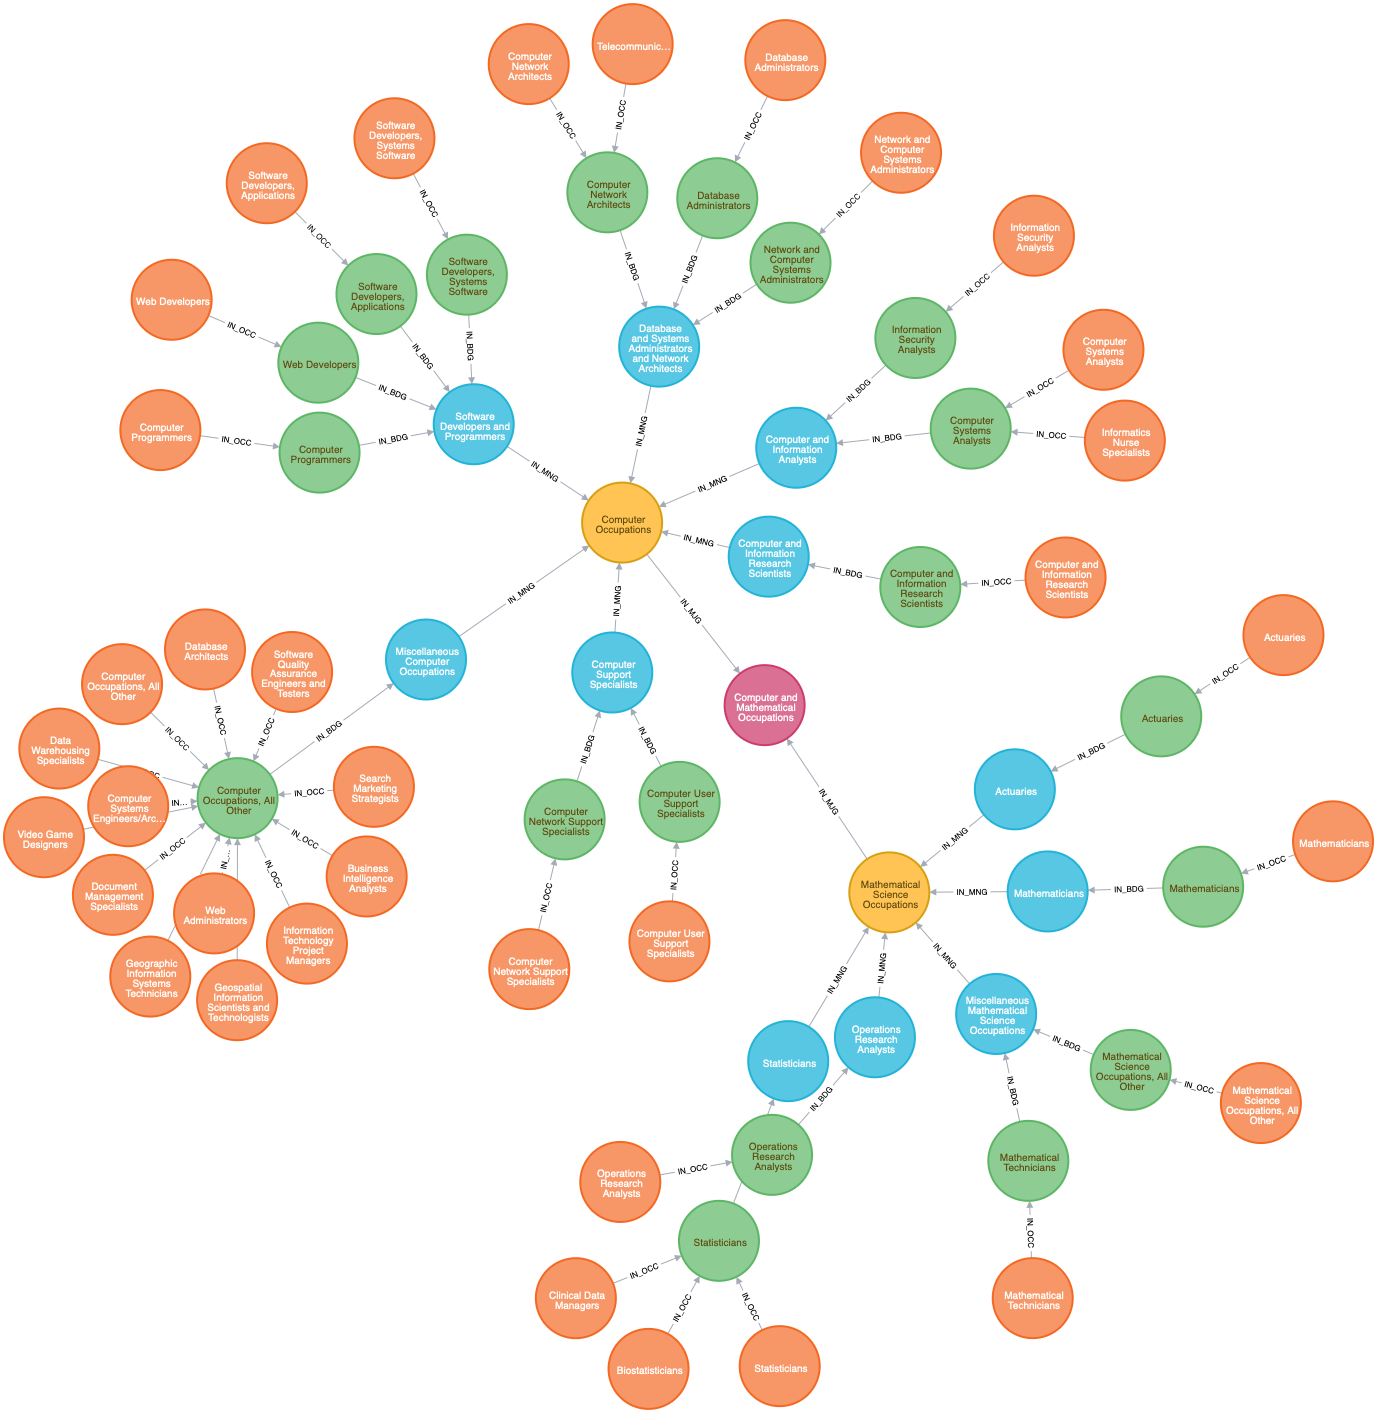 Computer
Network
Architects
Telecommunic...
Database
Administrators
IN_OCC
IN_OCC
IN_OCC
Software
Developers,
Systems
Software
Network and
Computer
Systems
Administrators
Software
Developers,
Applications
Computer
Network
Architects
Database
Administrators
IN_OCC
IN_OCC
IN_OCC
Information
Security
Analysts
Software
Developers,
Systems
Software
Network and
Computer
Systems
Administrators
IN_BDG
IN_BDG
IN_BDG
IN_OCC
Web Developers
Software
Developers,
Applications
IN_OCC
Information
Security
Analysts
Database
and Systems
Administrators
and Network
Architects
Computer
Systems
Analysts
Web Developers
IN_BDG
IN_BDG
IN_BDG
IN_BDG
IN_OCC
Computer
Programmers
IN_OCC
Computer
Programmers
IN_BDG
Software
Developers and
Programmers
IN_MNG
Computer and
Information
Analysts
IN_BDG
Computer
Systems
Analysts
IN_OCC
Informatics
Nurse
Specialists
IN_MNG
IN_MNG
Computer
Occupations
IN_MNG
Computer and
Information
Research
Scientists
IN_BDG
Computer and
Information
Research
Scientists
IN_OCC
Computer and
Information
Research
Scientists
IN_MNG
IN_MNG
IN_MJG
Database
Architects
Software
Quality
Assurance
Engineers and
Testers
Miscellaneous
Computer
Occupations
Computer
Support
Specialists
Actuaries
IN_OCC
Computer
Occupations, All
Other
Computer and
Mathematical
Occupations
Actuaries
IN_OCC
IN_OCC
IN_OCC
IN_BDG
IN_BDG
IN_BDG
IN_BDG
Data
Warehousing
Specialists
OC
Computer
Systems
Engineers/Arc...
IN...
Computer
Occupations, All
Other
IN_OCC
Search
Marketing
Strategists
Computer
Network Support
Specialists
Computer User
Support
Specialists
IN_MJG
Actuaries
Video Game
Designers
IN_OCC
IN_...
IN_OCC
IN_OCC
IN_MNG
Mathematicians
Document
Management
Specialists
Business
Intelligence
Analysts
IN_OCC
IN_OCC
Mathematical
Science
Occupations
IN_MNG
Mathematicians
IN_BDG
Mathematicians
IN_OCC
Web
Administrators
Information
Technology
Project
Managers
Computer User
Support
Specialists
Geographic
Information
Systems
Technicians
Computer
Network Support
Specialists
IN_MNG
IN_MNG
IN_MNG
Geospatial
Information
Scientists and
Technologists
Miscellaneous
Mathematical
Science
Occupations
Operations
Research
Analysts
Statisticians
IN_BDG
IN_BDG
IN_BDG
Mathematical
Science
Occupations, All
Other
IN_OCC
Mathematical
Science
Occupations, All
Other
Operations
Research
Analysts
IN_OCC
Operations
Research
Analysts
Mathematical
Technicians
IN_OCC
Statisticians
IN_OCC
Clinical Data
Managers
IN_OCC
IN_OCC
Mathematical
Technicians
Biostatisticians
Statisticians